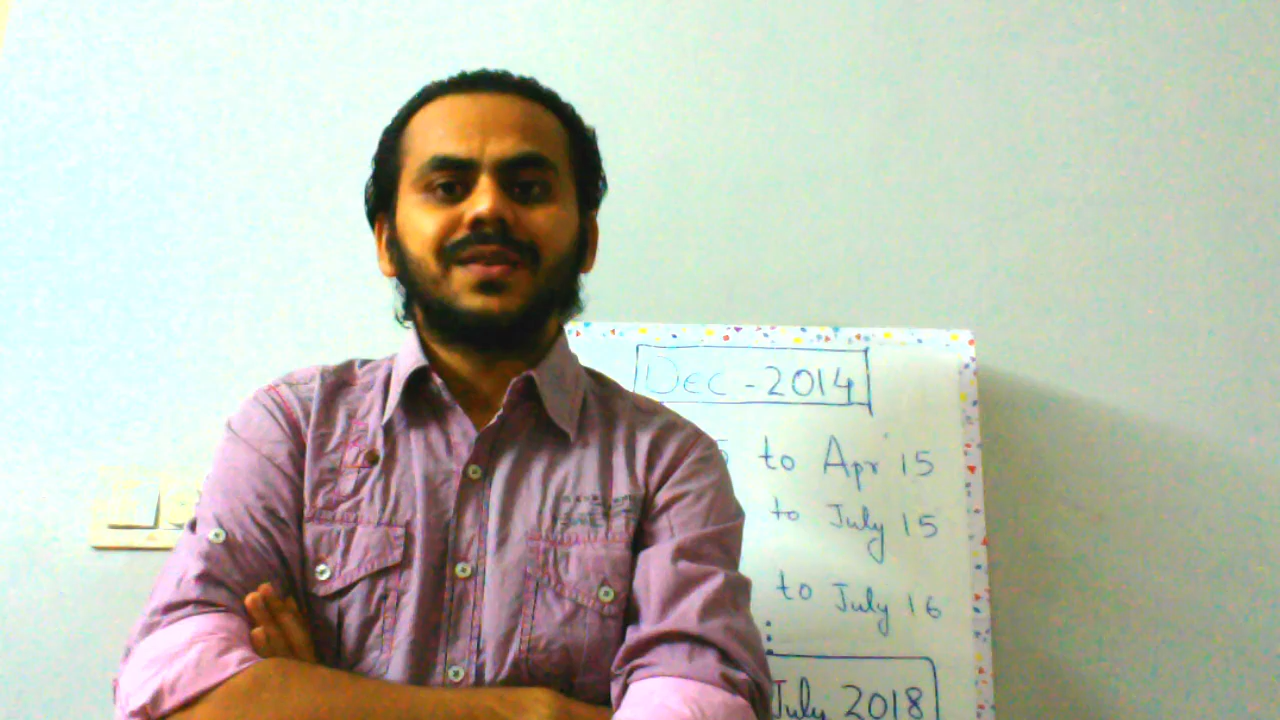 Dec - 2014
to Apr '15
to July 15
to July 16
July 2018